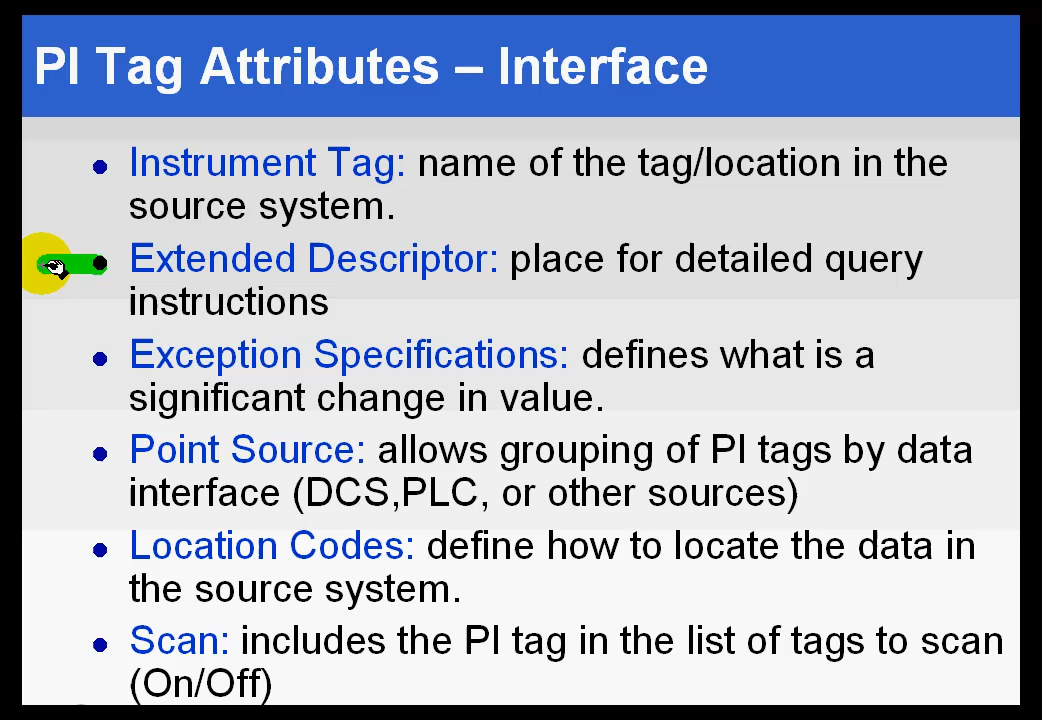 PI Tag Attributes – Interface
Instrument Tag: name of the tag/location in the
source system.
Extended Descriptor: place for detailed query
instructions
Exception Specifications: defines what is a
significant change in value.
Point Source: allows grouping of PI tags by data
interface (DCS,PLC, or other sources)
Location Codes: define how to locate the data in
the source system.
Scan: includes the PI tag in the list of tags to scan
(On/Off)